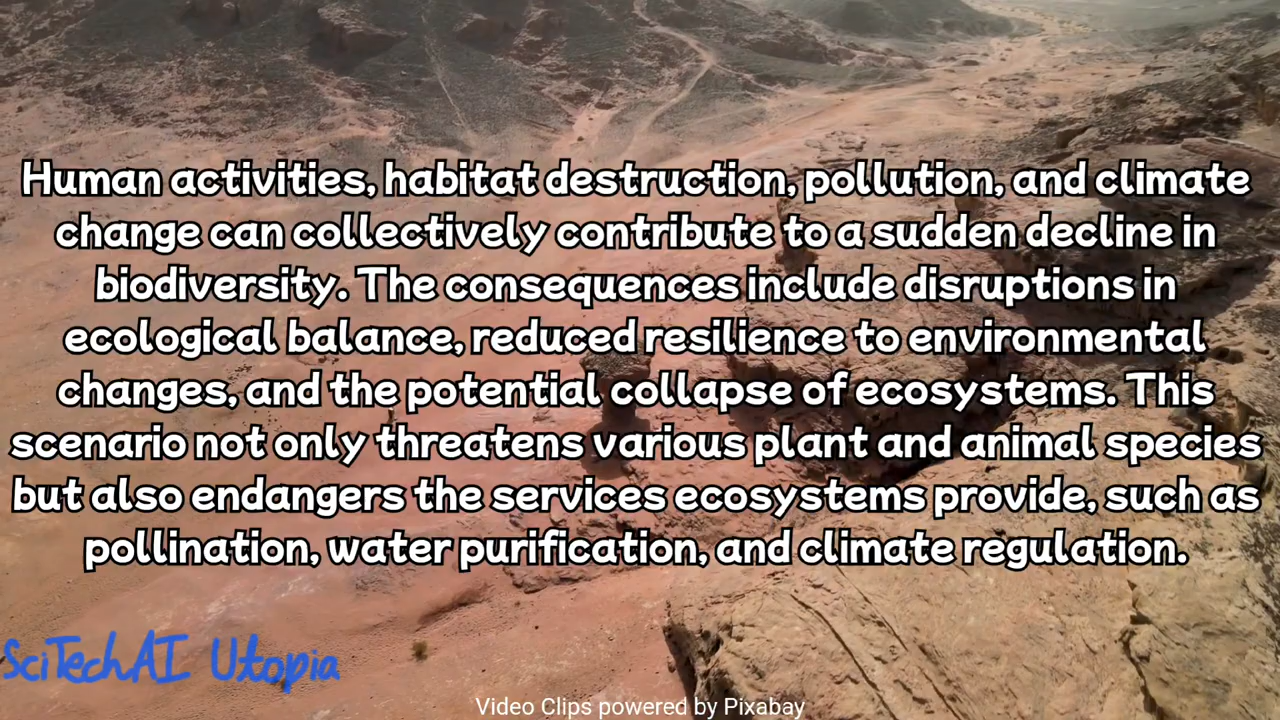 Human activities, habitat destruction, pollution, and climate
change can collectively contribute to a sudden decline in
biodiversity. The consequences include disruptions in
ecological balance, reduced resilience to environmental
changes, and the potential collapse of ecosystems. This
scenario not only threatens various plant and animal species
but also endangers the services ecosystems provide, such as
pollination, water purification, and climate regulation.
SciTechAI Utopia
Video Clips powered by Pixabay